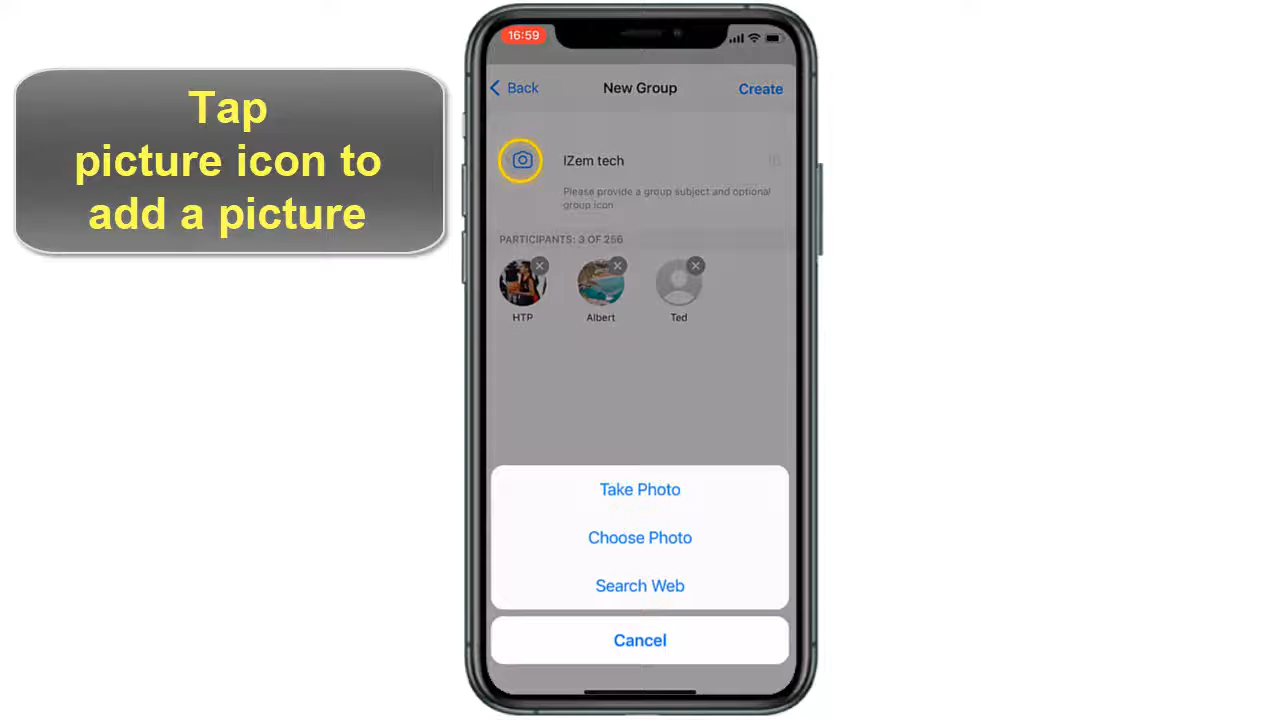 Tap
picture icon to
add a picture
16:59
Back
New Group
Create
IZem tech
Please provide a group subject and optional
group icon
PARTICIPANTS: 3 OF 256
HTP
Albert
Ted
Take Photo
Choose Photo
Search Web
Cancel